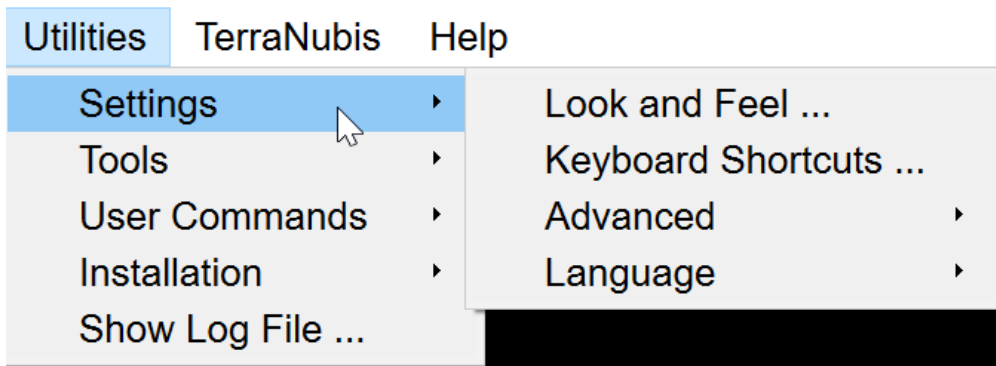 Utilities TerraNubis Help
Settings
Tools
User Commands
Installation
Show Log File ...
Look and Feel ...
Keyboard Shortcuts ...
Advanced
Language